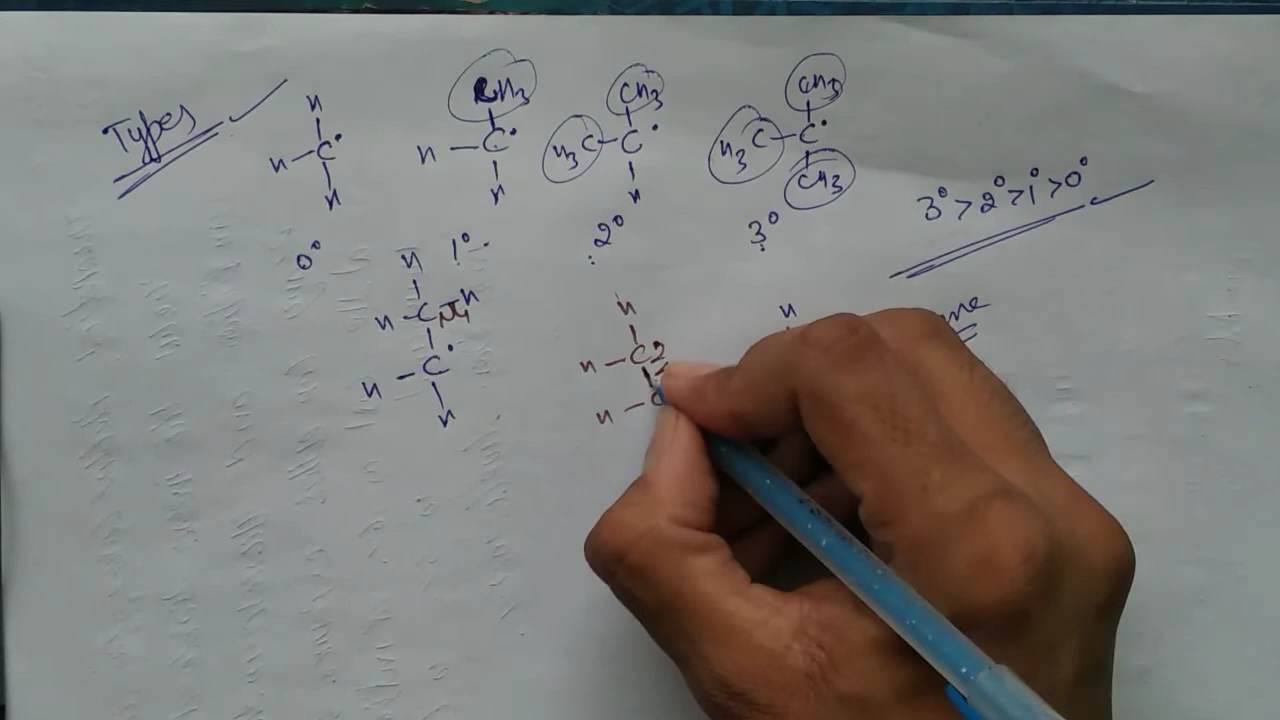 Types
H
H – C•
H
CH3
H – C•
H
CH3
H3C – C•
H
CH3
H3C – C•
CH3
3° > 2° > 1° > 0°
0°
1°
2°
3°
H
H – C H
H – C•
H
H
H – C
H – C
H